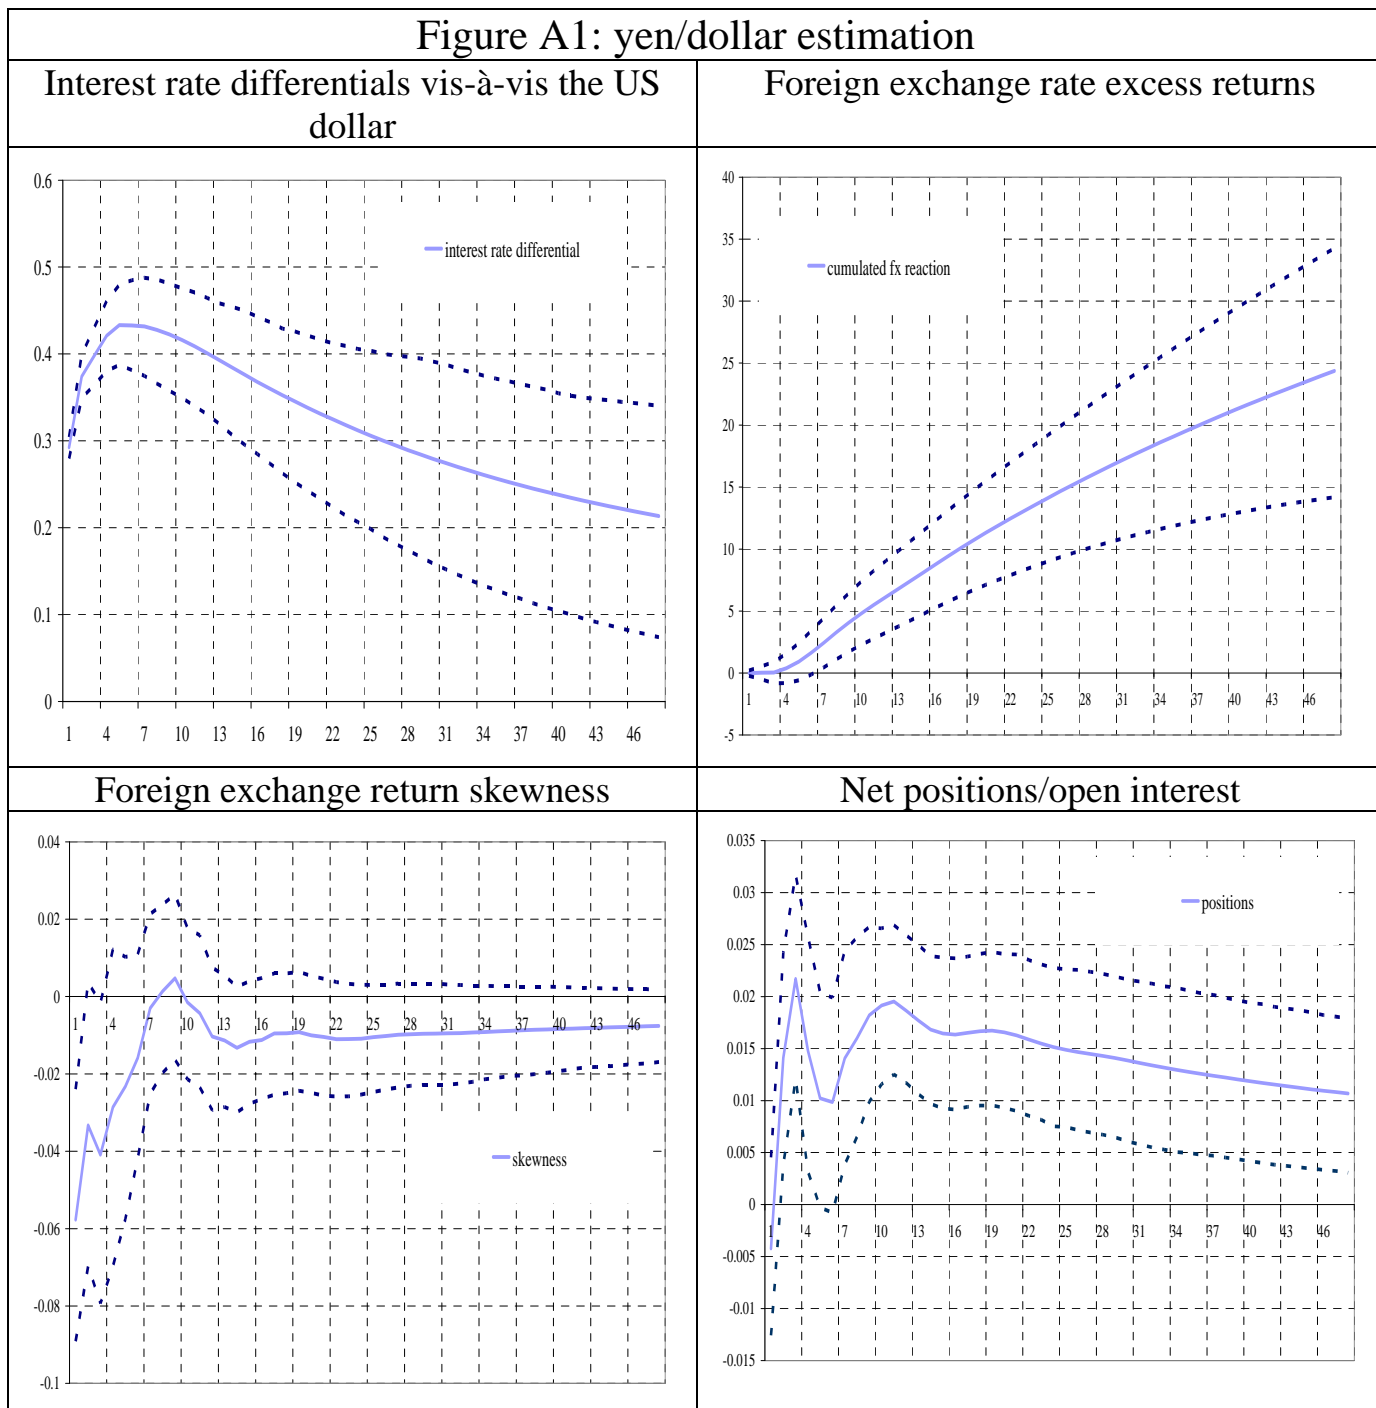 Figure A1: yen/dollar estimation
Interest rate differentials vis-à-vis the US
dollar
Foreign exchange rate excess returns
0.6
0.5
0.4
0.3
0.2
0.1
0
interest rate differential
1 4 7 10 13 16 19 22 25 28 31 34 37 40 43 46
40
35
30
25
20
15
10
5
0
-5
cumulated fx reaction
1 4 7 10 13 16 19 22 25 28 31 34 37 40 43 46
Foreign exchange return skewness
Net positions/open interest
0.04
0.02
0
-0.02
-0.04
-0.06
-0.08
-0.1
1 4 7 10 13 16 19 22 25 28 31 34 37 40 43 46
skewness
0.035
0.03
0.025
0.02
0.015
0.01
0.005
0
-0.005
-0.01
-0.015
positions
1 4 7 10 13 16 19 22 25 28 31 34 37 40 43 46